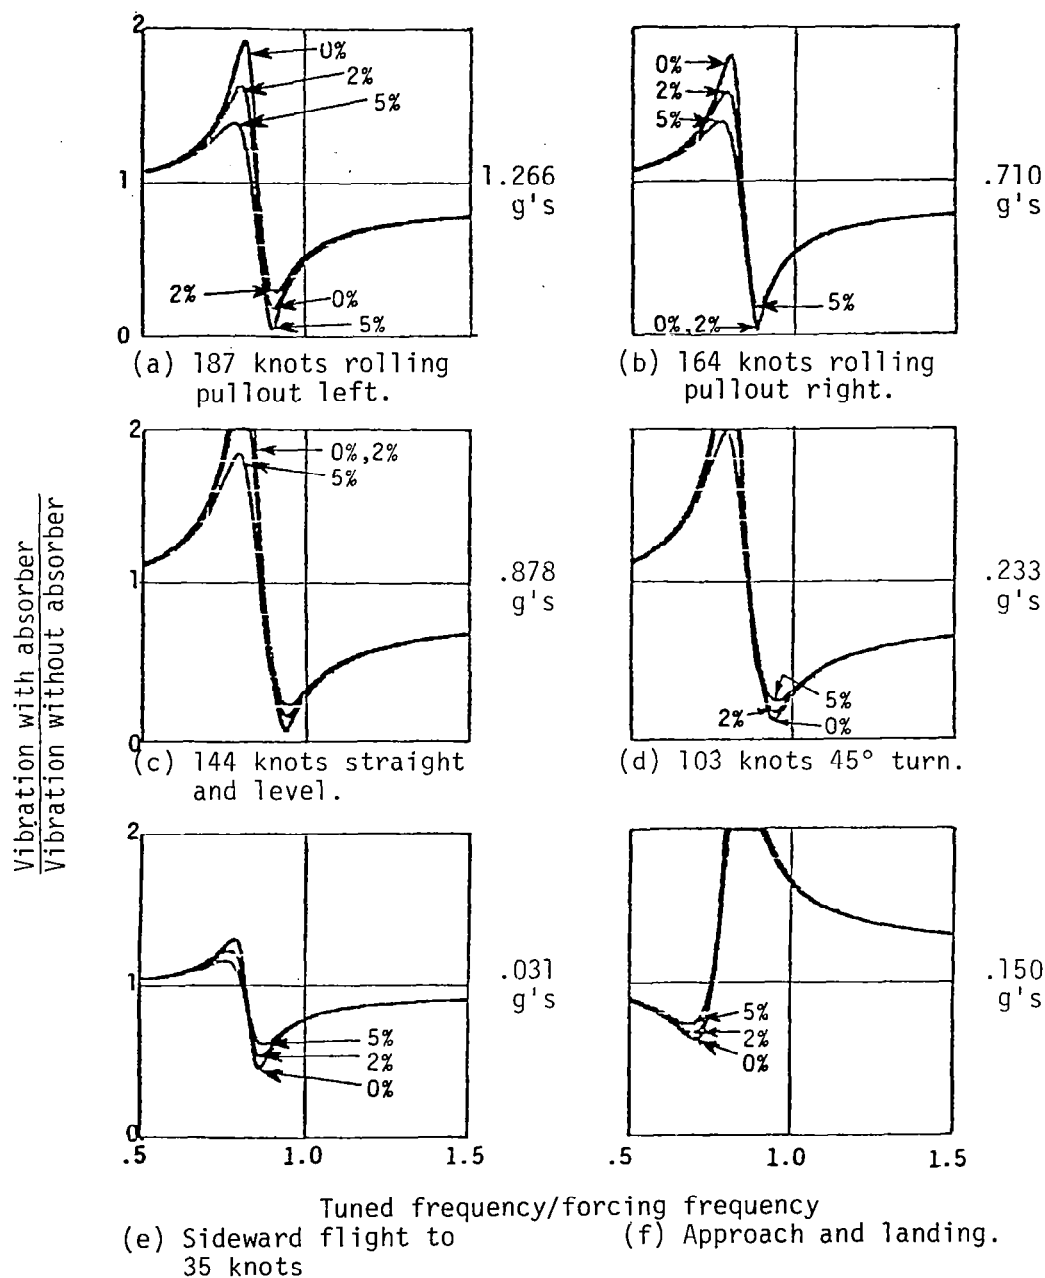 2
0%
2%
5%
1
2%
0%
5%
0
1.266
g's
(a) 187 knots rolling
pullout left.
2
0%
2%
5%
5%
0%,2%
0
.710
g's
(b) 164 knots rolling
pullout right.
2
0%,2%
5%
1
0
.878
g's
(c) 144 knots straight
and level.
5%
2%
0%
.233
g's
(d) 103 knots 45° turn.
Vibration with absorber
Vibration without absorber
2
1
5%
2%
0%
0
.5
1.0
1.5
.031
g's
5%
2%
0%
.5
1.0
1.5
.150
g's
Tuned frequency/forcing frequency
(e) Sideward flight to
35 knots
(f) Approach and landing.